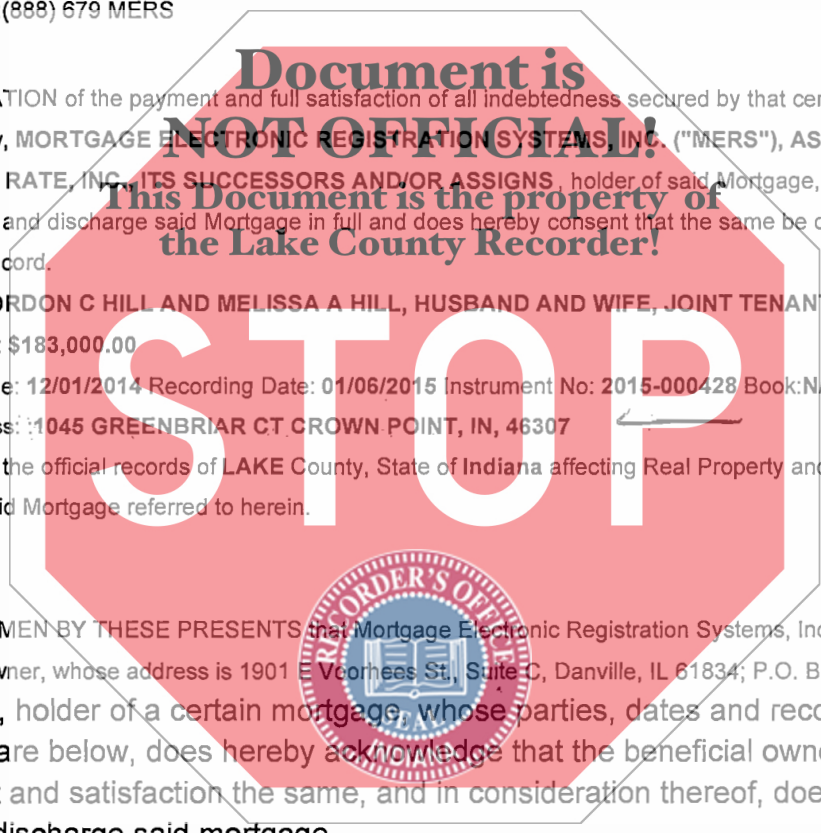 (888) 679 MERS
Document is
ATION of the payment and full satisfaction of all indebtedness secured by that cer
, MORTGAGE ELECTRONIC REGISTRATION SYSTEMS, INC. ("MERS"), AS
NOT OFFICIAL!
RATE, INC., ITS SUCCESSORS AND/OR ASSIGNS, holder of said Mortgage,
This Document is the property of
and discharge said Mortgage in full and does hereby consent that the same be
the Lake County Recorder!
cord.
RDON C HILL AND MELISSA A HILL, HUSBAND AND WIFE, JOINT TENANT
$183,000.00
e: 12/01/2014 Recording Date: 01/06/2015 Instrument No: 2015-000428 Book:N/
s: 1045 GREENBRIAR CT CROWN POINT, IN, 46307
STOP
the official records of LAKE County, State of Indiana affecting Real Property and
id Mortgage referred to herein.
RECORDER'S OFFICE
SEAL
INDIANA
MEN BY THESE PRESENTS that Mortgage Electronic Registration Systems, Inc
ner, whose address is 1901 E Voorhees St., Suite C, Danville, IL 61834; P.O. B
, holder of a certain mortgage, whose parties, dates and reco
are below, does hereby acknowledge that the beneficial owne
t and satisfaction the same, and in consideration thereof, doe
discharge said mortgage